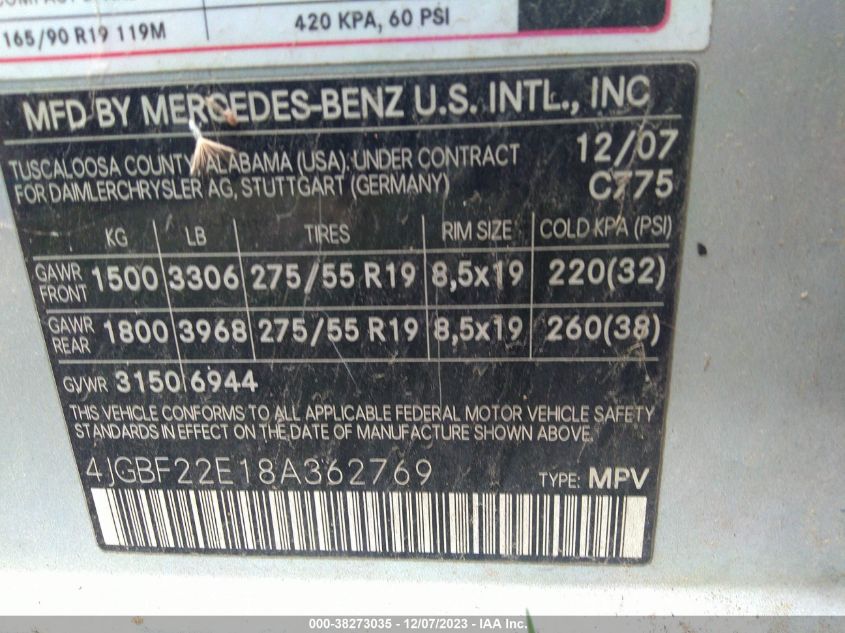 165/90 R19 119M 420 KPA, 60 PSI
MFD BY MERCEDES-BENZ U.S. INTL., INC
TUSCALOOSA COUNTY, ALABAMA (USA), UNDER CONTRACT 12/07
FOR DAIMLERCHRYSLER AG, STUTTGART (GERMANY) C775
KG LB TIRES RIM SIZE COLD KPA (PSI)
GAWR FRONT 1500 3306 275/55 R19 8,5x19 220(32)
GAWR REAR 1800 3968 275/55 R19 8,5x19 260(38)
GVWR 3150 6944
THIS VEHICLE CONFORMS TO ALL APPLICABLE FEDERAL MOTOR VEHICLE SAFETY
STANDARDS IN EFFECT ON THE DATE OF MANUFACTURE SHOWN ABOVE.
4JGBF22E18A362769 TYPE: MPV
000-38273035 - 12/07/2023 - IAA Inc.